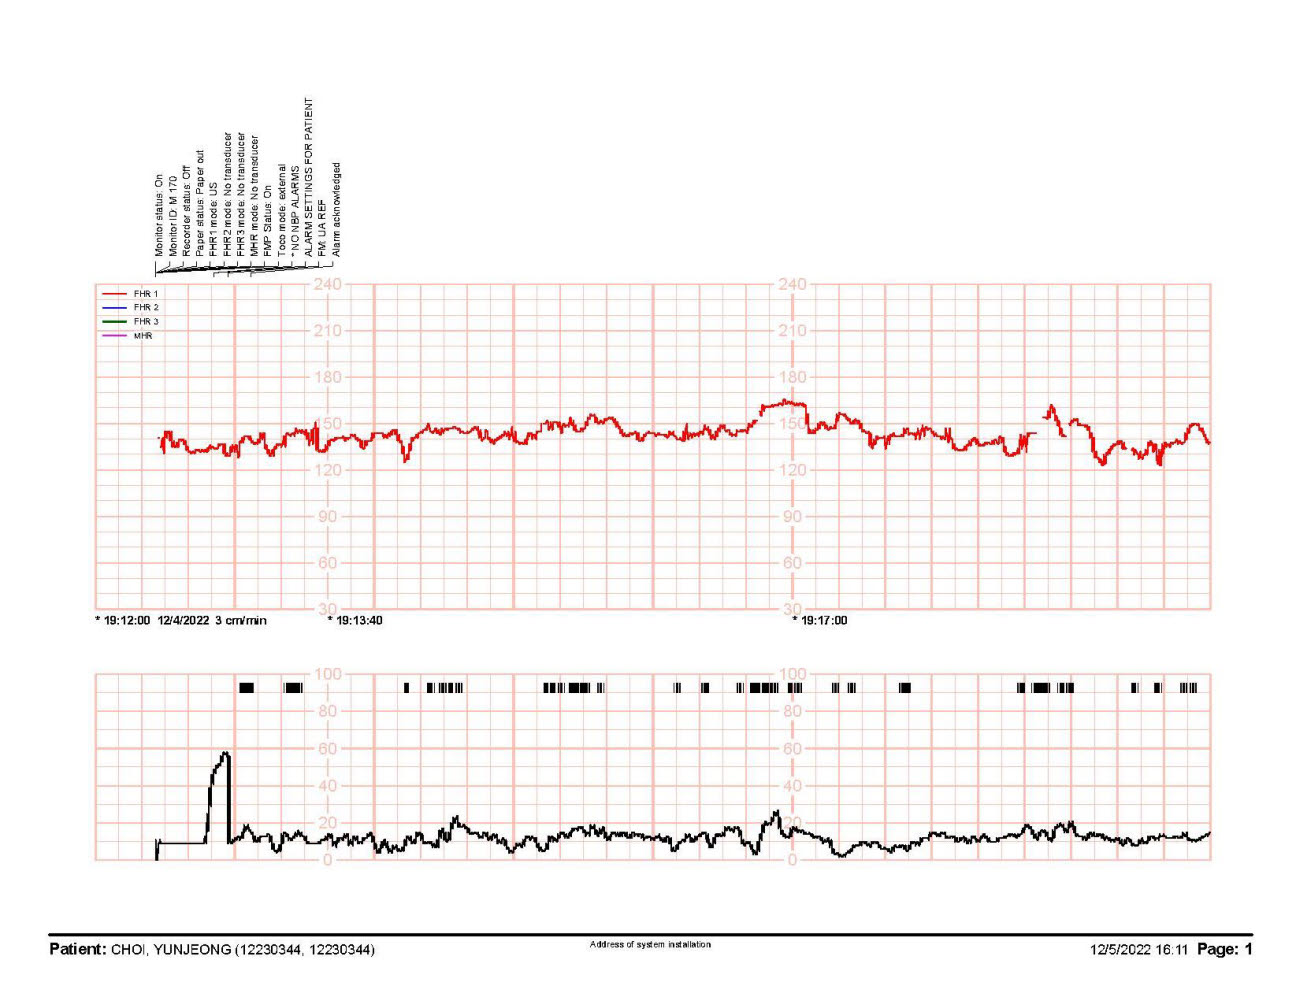 Monitor status: On
Monitor ID: M 170
Recorder status: Off
Paper status: Paper out
FHR1 mode: US
FHR2 mode: No transducer
FHR3 mode: No transducer
MHR mode: No transducer
FMP Status: On
Toco mode: external
* NO NBP ALARMS
ALARM SETTINGS FOR PATIENT
FM: UA REF
Alarm acknowledged
240 240
FHR 1
FHR 2
FHR 3
MHR
210 210
180 180
150 150
120 120
90 90
60 60
30 30
* 19:12:00 12/4/2022 3 cm/min * 19:13:40 * 19:17:00
100 100
80 80
60 60
40 40
20 20
0 0
Patient: CHOI, YUNJEONG (12230344, 12230344) Address of system installation 12/5/2022 16:11 Page: 1